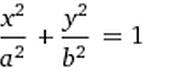 x²/a² + y²/b² = 1